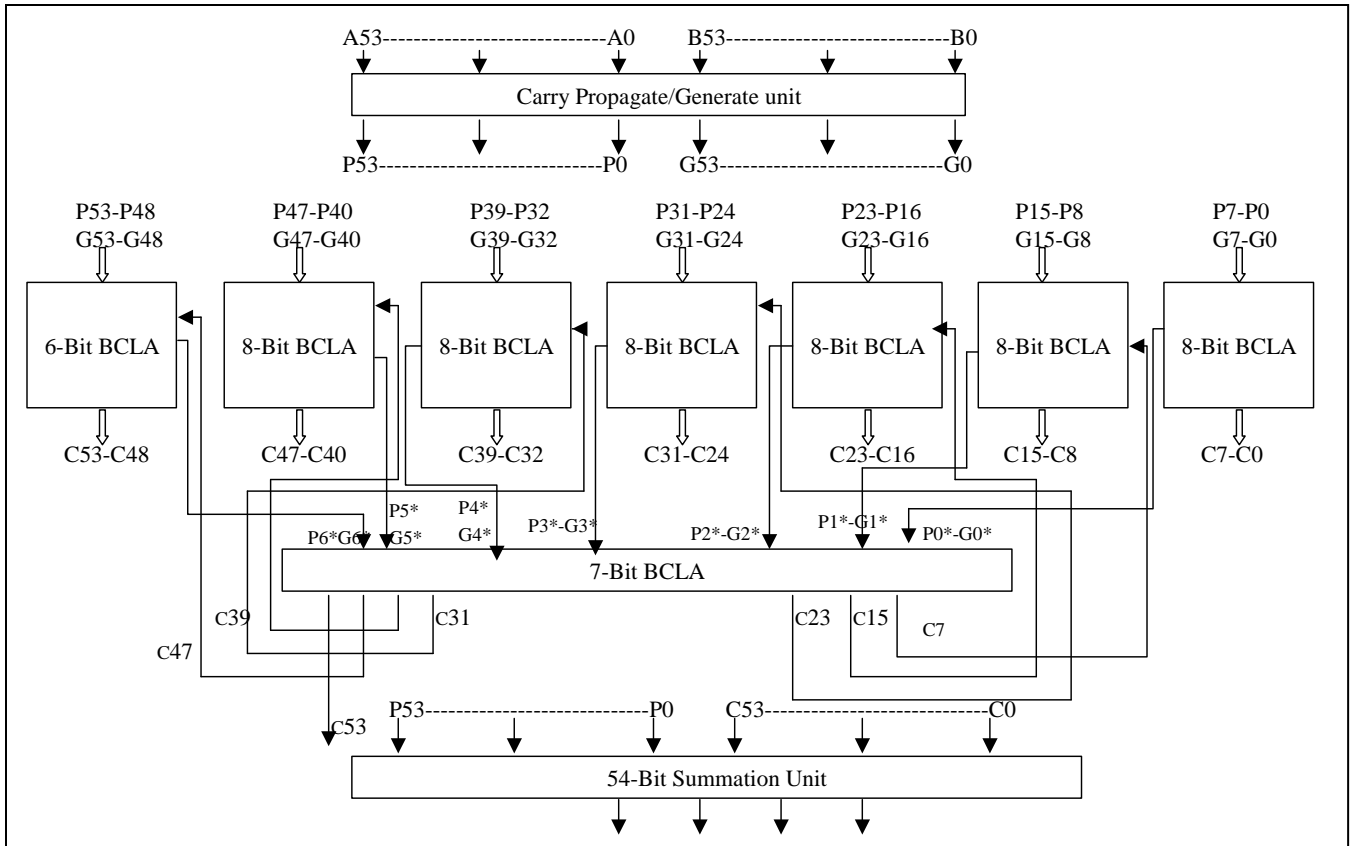 A53----------------------------A0 B53----------------------------B0
Carry Propagate/Generate unit
P53--------------------------------P0 G53--------------------------------G0
P53-P48 P47-P40 P39-P32 P31-P24 P23-P16 P15-P8 P7-P0
G53-G48 G47-G40 G39-G32 G31-G24 G23-G16 G15-G8 G7-G0
6-Bit BCLA 8-Bit BCLA 8-Bit BCLA 8-Bit BCLA 8-Bit BCLA 8-Bit BCLA 8-Bit BCLA
C53-C48 C47-C40 C39-C32 C31-C24 C23-C16 C15-C8 C7-C0
P5* P4*
P6*G6* G5* G4* P3*-G3* P2*-G2* P1*-G1* P0*-G0*
7-Bit BCLA
C39 C31 C23 C15 C7
C47
C53
P53--------------------------------P0 C53--------------------------------C0
54-Bit Summation Unit